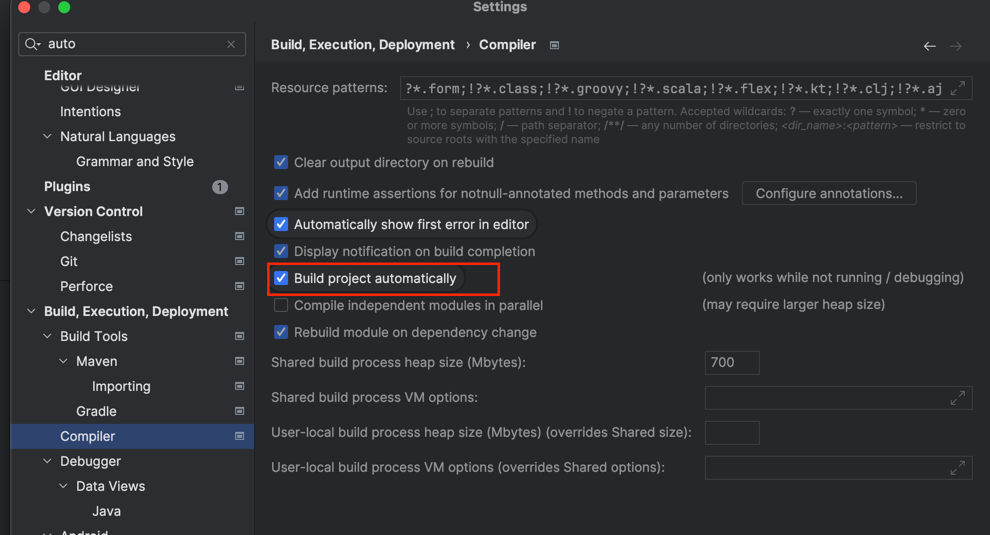 Settings
auto
Editor
GUI Designer
Intentions
Natural Languages
Grammar and Style
Plugins
1
Version Control
Changelists
Git
Perforce
Build, Execution, Deployment
Build Tools
Maven
Importing
Gradle
Compiler
Debugger
Data Views
Java
Android
Build, Execution, Deployment › Compiler
Resource patterns: !?*.form;!?*.class;!?*.groovy;!?*.scala;!?*.flex;!?*.kt;!?*.clj;!?*.aj
Use ; to separate patterns and ! to negate a pattern. Accepted wildcards: ? — exactly one symbol; * — zero
or more symbols; / — path separator; /**/ — any number of directories; <dir_name>:<pattern> — restrict to
source roots with the specified name
Clear output directory on rebuild
Add runtime assertions for notnull-annotated methods and parameters Configure annotations...
Automatically show first error in editor
Display notification on build completion
Build project automatically (only works while not running / debugging)
Compile independent modules in parallel (may require larger heap size)
Rebuild module on dependency change
Shared build process heap size (Mbytes): 700
Shared build process VM options:
User-local build process heap size (Mbytes) (overrides Shared size):
User-local build process VM options (overrides Shared options):